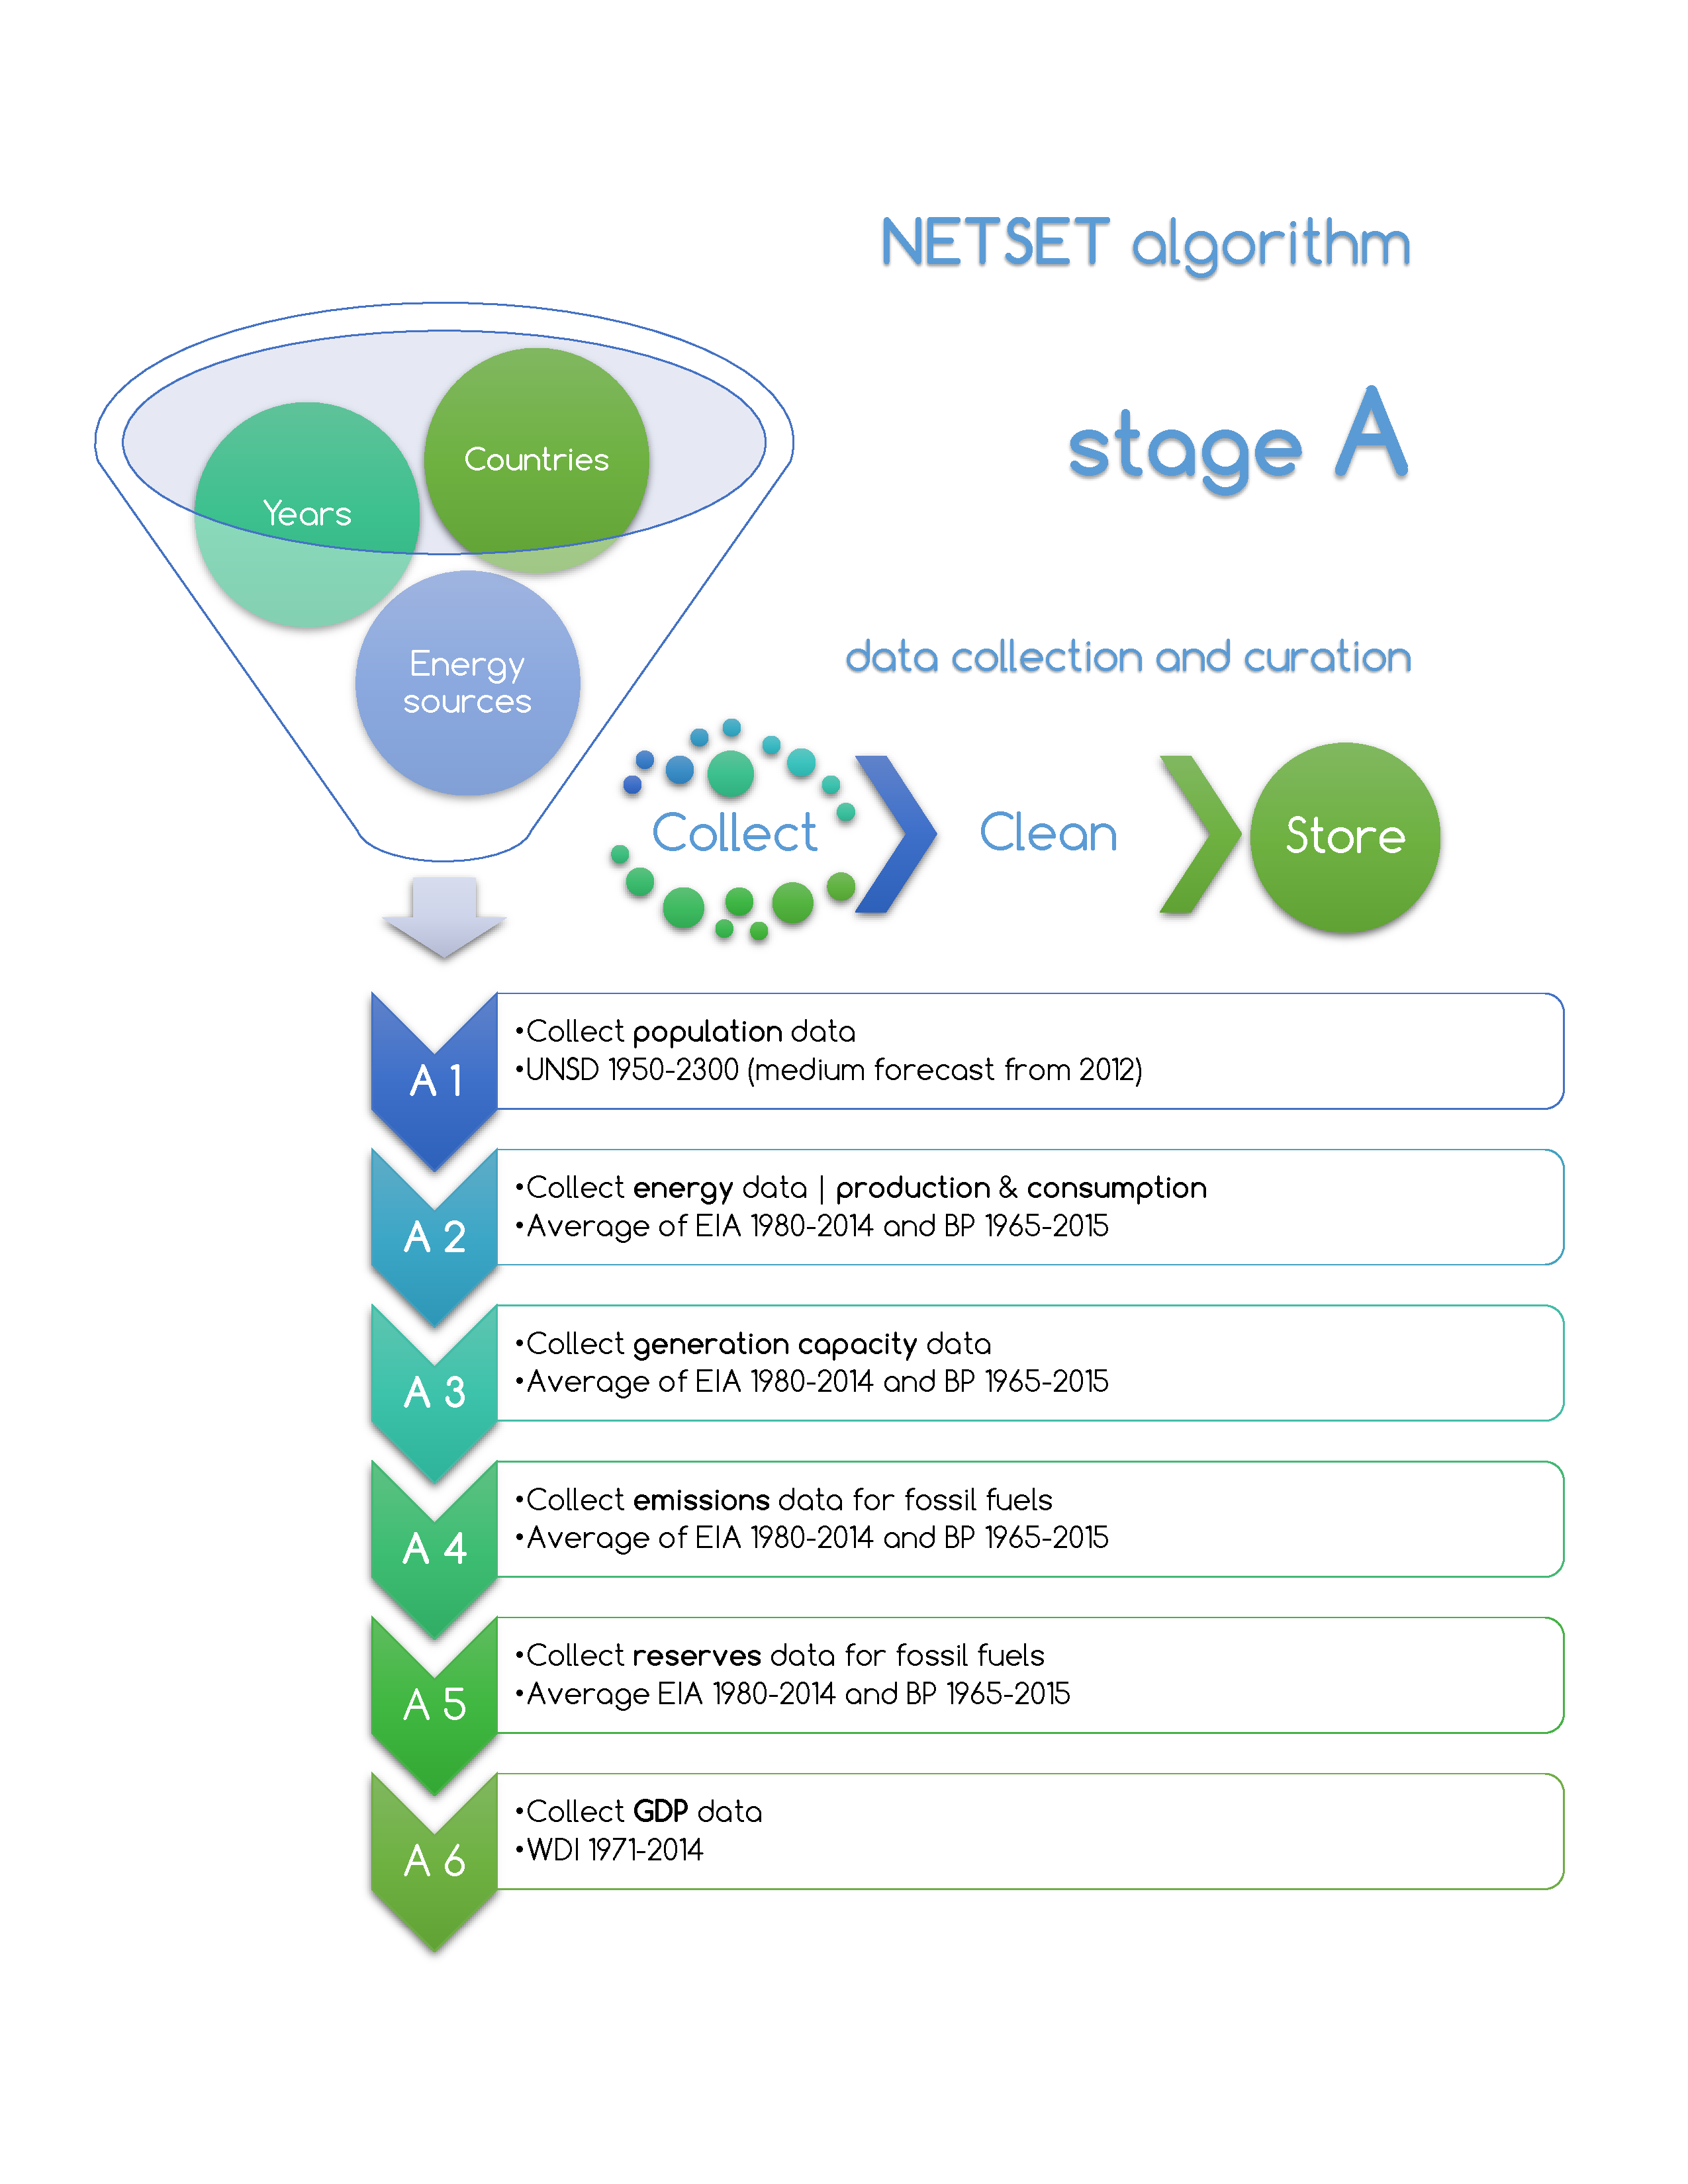 NETSET algorithm
stage A
Countries
Years
Energy
sources
data collection and curation
Collect
Clean
Store
A 1
•Collect population data
•UNSD 1950-2300 (medium forecast from 2012)
A 2
•Collect energy data | production & consumption
•Average of EIA 1980-2014 and BP 1965-2015
A 3
•Collect generation capacity data
•Average of EIA 1980-2014 and BP 1965-2015
A 4
•Collect emissions data for fossil fuels
•Average of EIA 1980-2014 and BP 1965-2015
A 5
•Collect reserves data for fossil fuels
•Average EIA 1980-2014 and BP 1965-2015
A 6
•Collect GDP data
•WDI 1971-2014